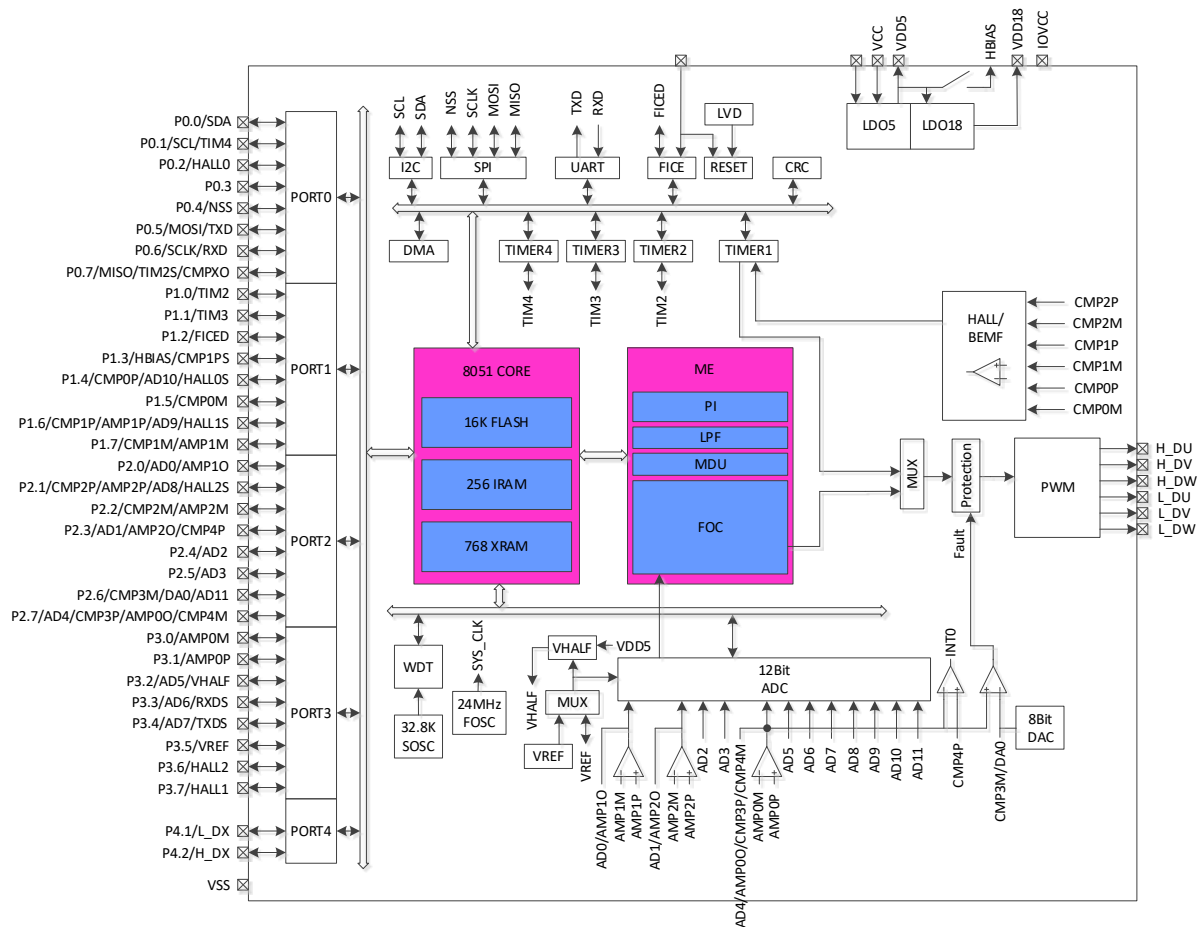 VCC
VDD5
HBIAS
VDD18
IOVCC
LDO5
LDO18
SCL
SDA
NSS
SCLK
MOSI
MISO
TXD
RXD
FICED
LVD
I2C
SPI
UART
FICE
RESET
CRC
DMA
TIMER4
TIMER3
TIMER2
TIMER1
TIM4
TIM3
TIM2
P0.0/SDA
P0.1/SCL/TIM4
P0.2/HALL0
P0.3
P0.4/NSS
P0.5/MOSI/TXD
P0.6/SCLK/RXD
P0.7/MISO/TIM2S/CMPXO
PORT0
P1.0/TIM2
P1.1/TIM3
P1.2/FICED
P1.3/HBIAS/CMP1PS
P1.4/CMP0P/AD10/HALL0S
P1.5/CMP0M
P1.6/CMP1P/AMP1P/AD9/HALL1S
P1.7/CMP1M/AMP1M
PORT1
P2.0/AD0/AMP1O
P2.1/CMP2P/AMP2P/AD8/HALL2S
P2.2/CMP2M/AMP2M
P2.3/AD1/AMP2O/CMP4P
P2.4/AD2
P2.5/AD3
P2.6/CMP3M/DA0/AD11
P2.7/AD4/CMP3P/AMP0O/CMP4M
PORT2
P3.0/AMP0M
P3.1/AMP0P
P3.2/AD5/VHALF
P3.3/AD6/RXDS
P3.4/AD7/TXDS
P3.5/VREF
P3.6/HALL2
P3.7/HALL1
PORT3
P4.1/L_DX
P4.2/H_DX
PORT4
VSS
8051 CORE
16K FLASH
256 IRAM
768 XRAM
ME
PI
LPF
MDU
FOC
HALL/
BEMF
CMP2P
CMP2M
CMP1P
CMP1M
CMP0P
CMP0M
MUX
Protection
Fault
PWM
H_DU
H_DV
H_DW
L_DU
L_DV
L_DW
WDT
32.8K
SOSC
SYS_CLK
24MHz
FOSC
VHALF
VDD5
VHALF
MUX
VREF
VREF
12Bit
ADC
INT0
8Bit
DAC
AD0/AMP1O
AMP1M
AMP1P
AD1/AMP2O
AMP2M
AMP2P
AD2
AD3
AD4/AMP0O/CMP3P/CMP4M
AMP0M
AMP0P
AD5
AD6
AD7
AD8
AD9
AD10
AD11
CMP4P
CMP3M/DA0